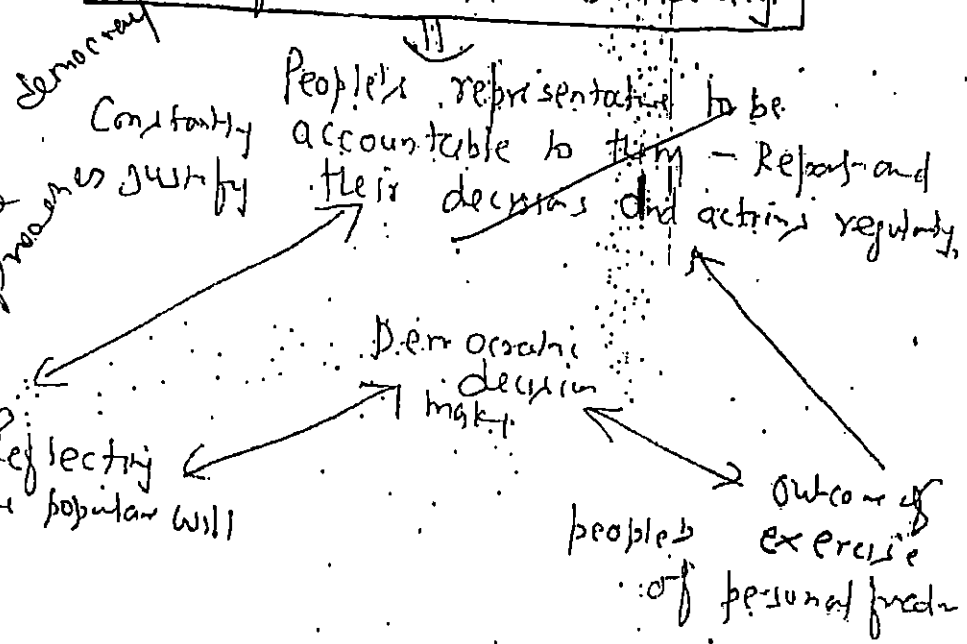 democracy
People's representative to be
Constantly accountable to them – Report and
justify their decisions and actions regularly.
Democratic
decision
making
Reflecting
popular will
Outcome of
people's exercise
of personal freedo